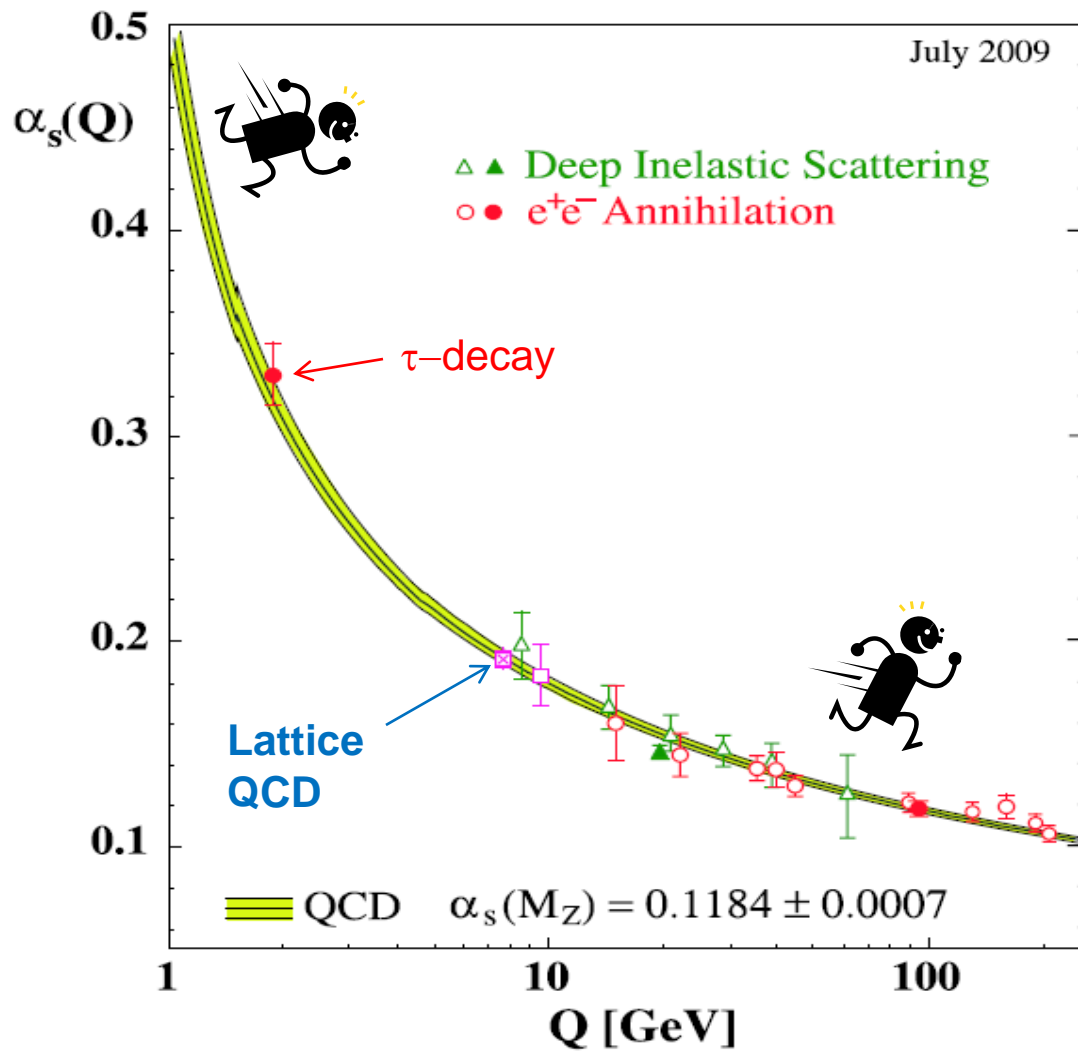 0.5
July 2009
αs(Q)
△ ▲ Deep Inelastic Scattering
○ ● e⁺e⁻ Annihilation
0.4
τ–decay
0.3
0.2
Lattice
QCD
0.1
QCD αs(MZ) = 0.1184 ± 0.0007
1 10 100
Q [GeV]